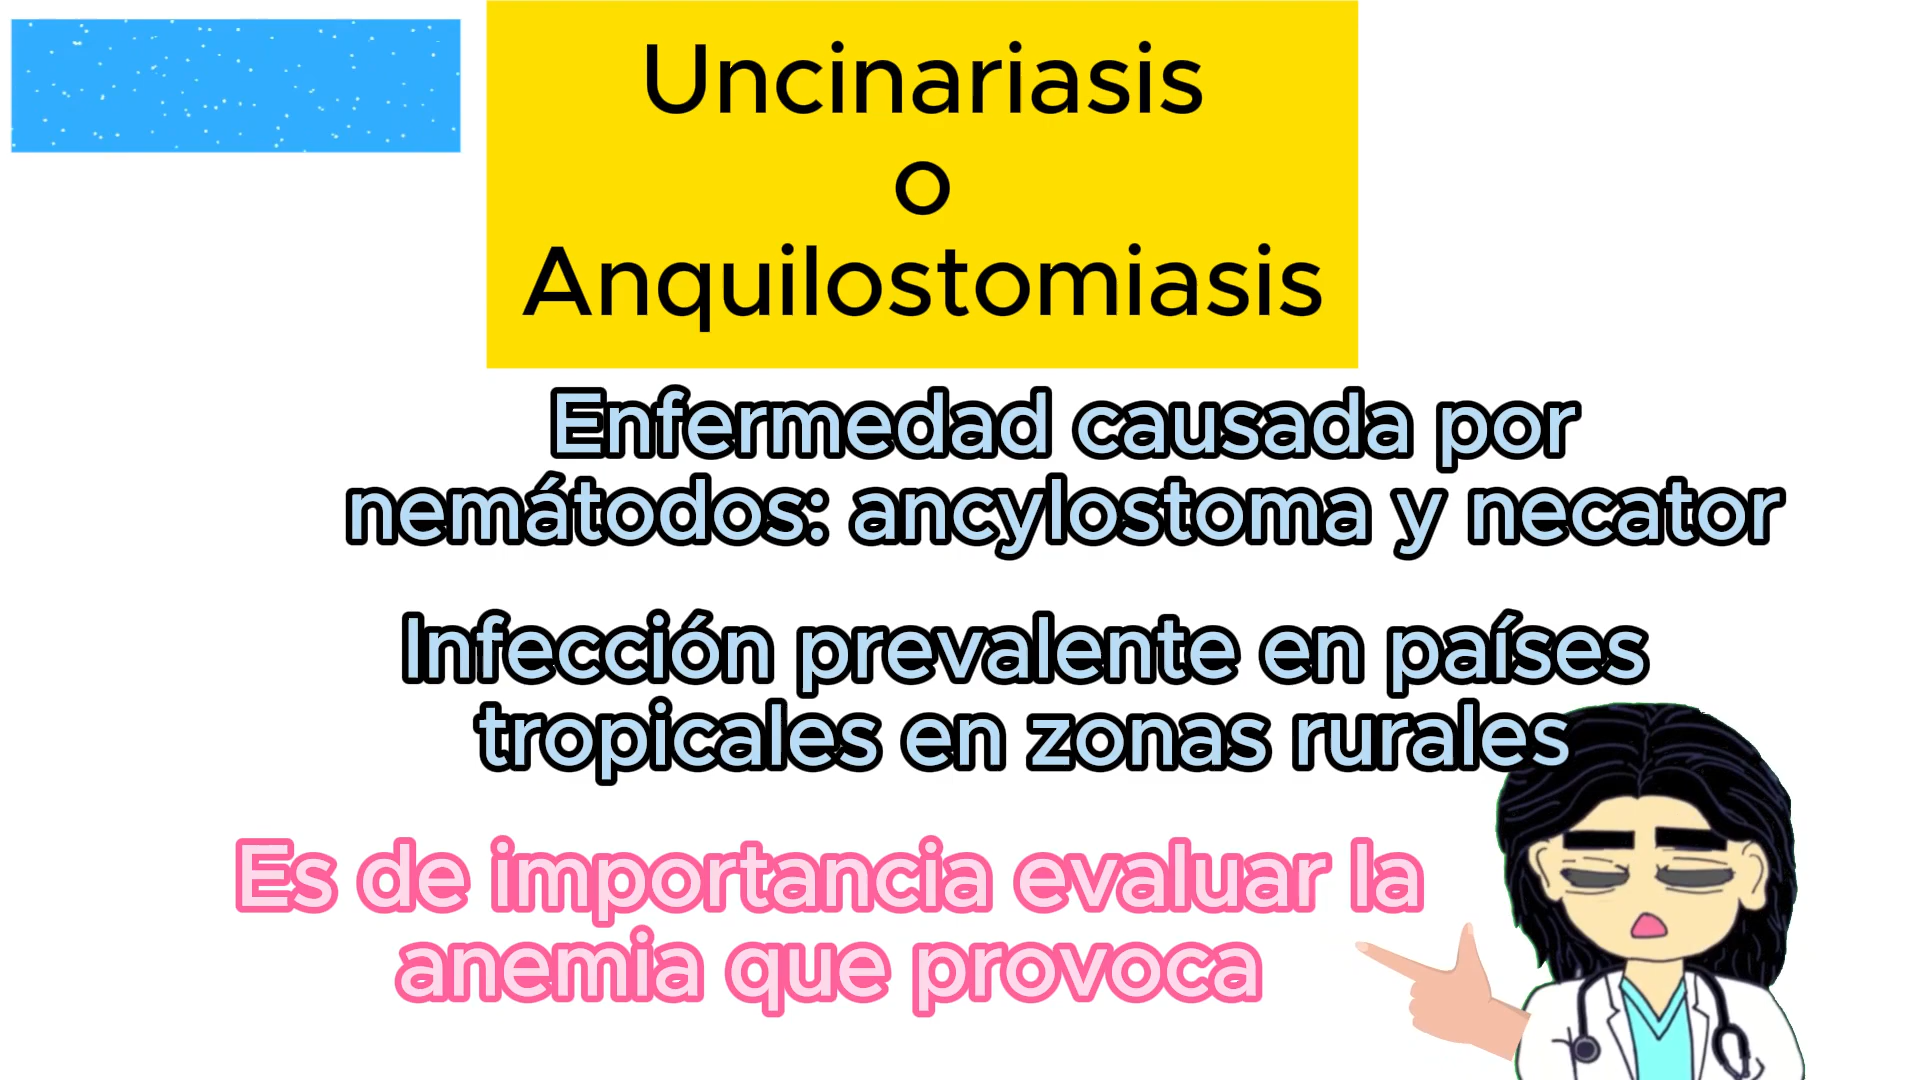 Uncinariasis
o
Anquilostomiasis
Enfermedad causada por
nemátodos: ancylostoma y necator
Infección prevalente en países
tropicales en zonas rurales
Es de importancia evaluar la
anemia que provoca